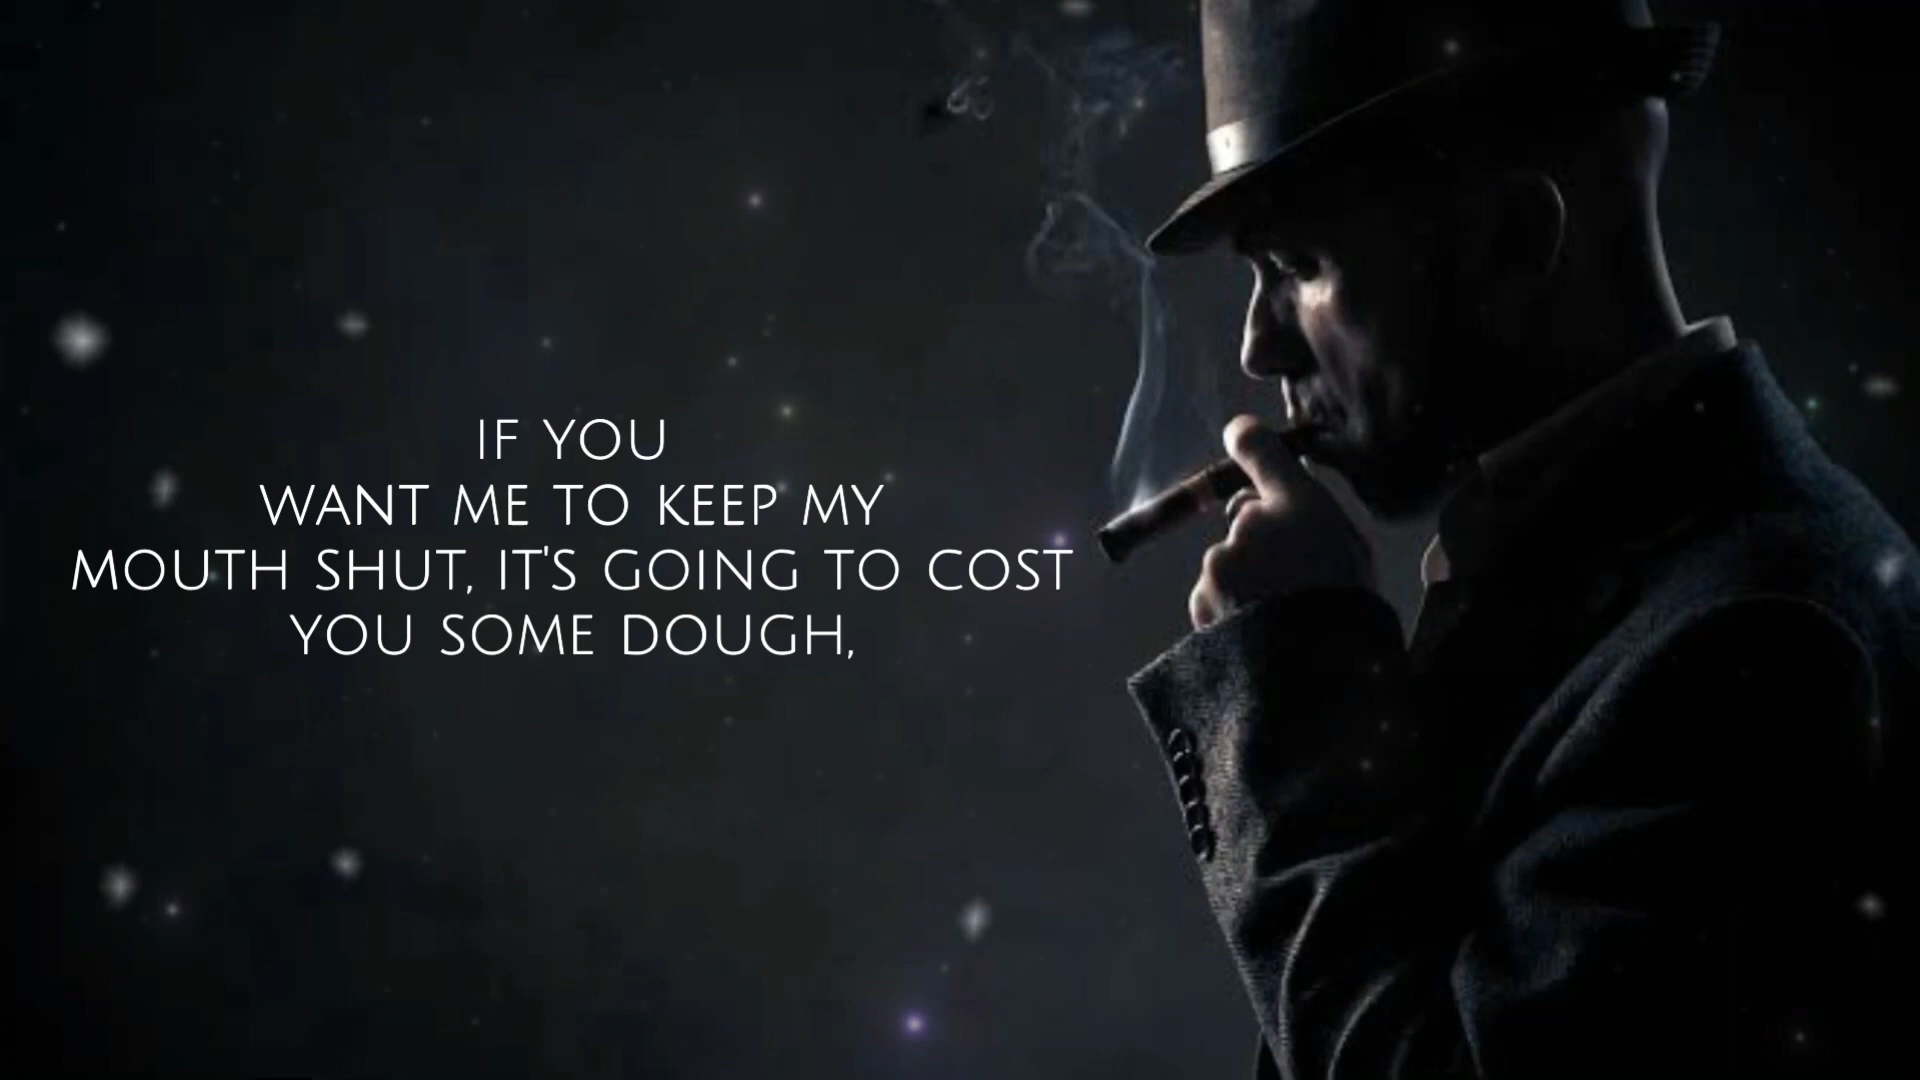 IF YOU
WANT ME TO KEEP MY
MOUTH SHUT, IT'S GOING TO COST
YOU SOME DOUGH,